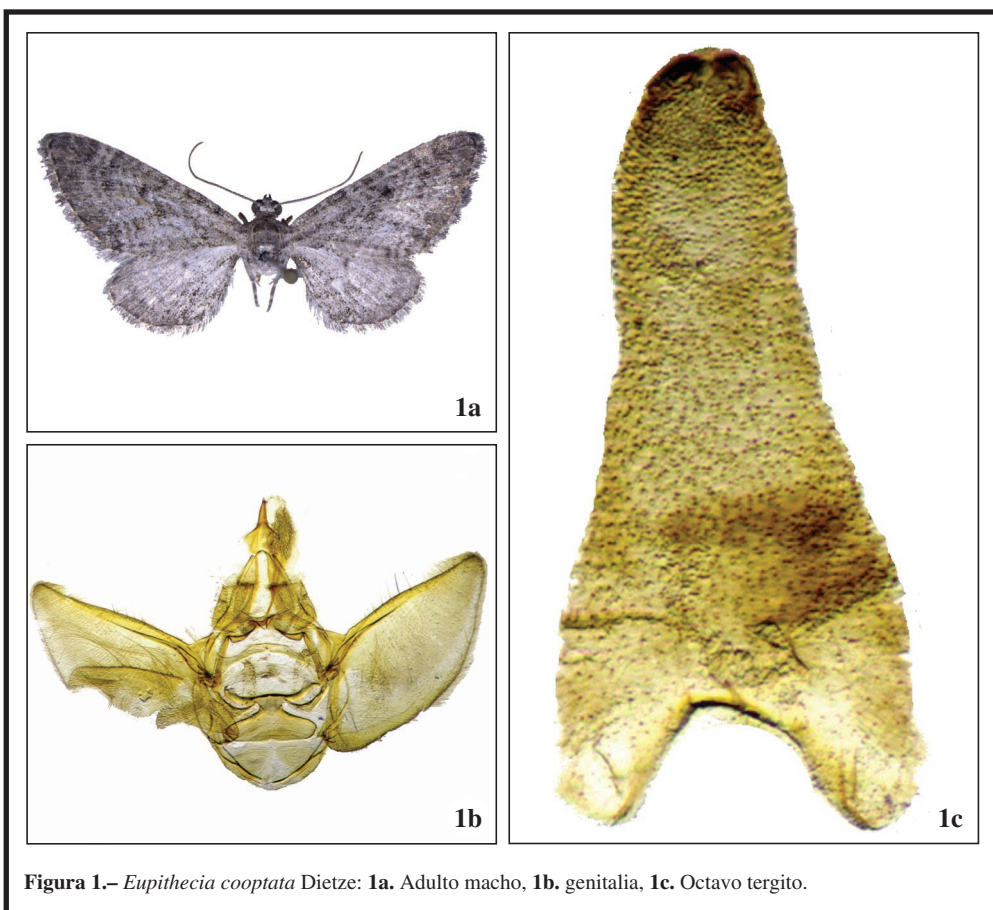 1a
1b
1c
Figura 1.– Eupithecia cooptata Dietze: 1a. Adulto macho, 1b. genitalia, 1c. Octavo tergito.